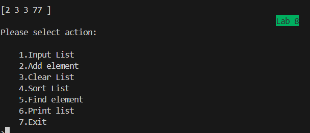 [2 3 3 77 ]
Lab 8
Please select action:
1.Input List
2.Add element
3.Clear List
4.Sort List
5.Find element
6.Print list
7.Exit
>